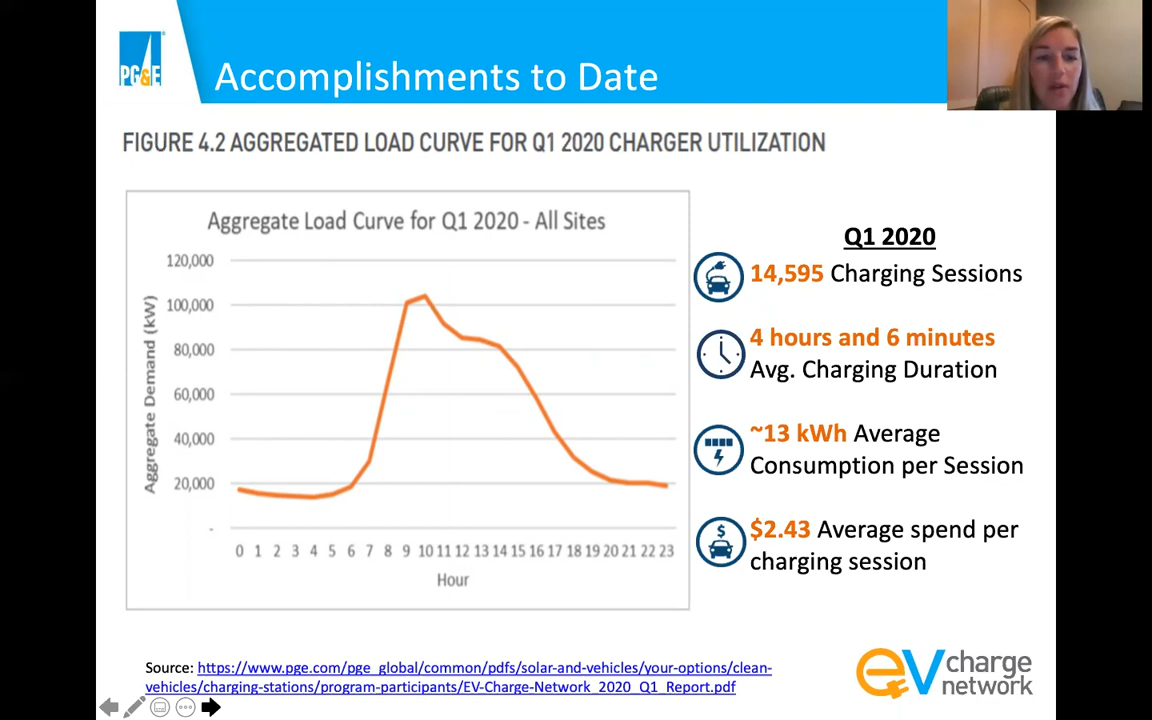 PG&E
Accomplishments to Date
FIGURE 4.2 AGGREGATED LOAD CURVE FOR Q1 2020 CHARGER UTILIZATION
Aggregate Load Curve for Q1 2020 - All Sites
Aggregate Demand (kW)
120,000
100,000
80,000
60,000
40,000
20,000
-
0 1 2 3 4 5 6 7 8 9 10 11 12 13 14 15 16 17 18 19 20 21 22 23
Hour
Q1 2020
14,595 Charging Sessions
4 hours and 6 minutes
Avg. Charging Duration
~13 kWh Average
Consumption per Session
$2.43 Average spend per
charging session
Source: https://www.pge.com/pge_global/common/pdfs/solar-and-vehicles/your-options/clean-
vehicles/charging-stations/program-participants/EV-Charge-Network_2020_Q1_Report.pdf
eV charge
network